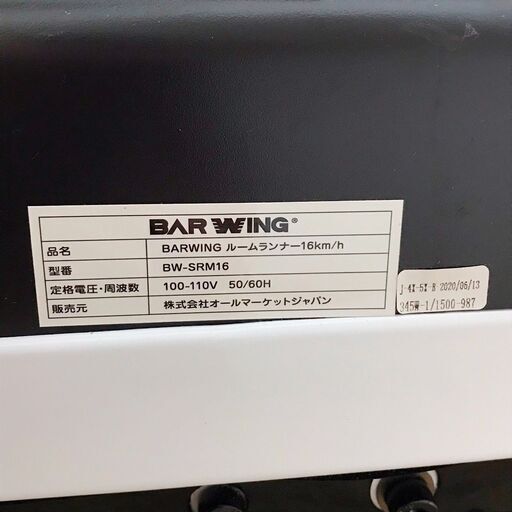 BARWING®
品名 BARWING ルームランナー16km/h
型番 BW-SRM16
定格電圧・周波数 100-110V 50/60H
販売元 株式会社オールマーケットジャパン
2020/06/13
345W-1/1500-987